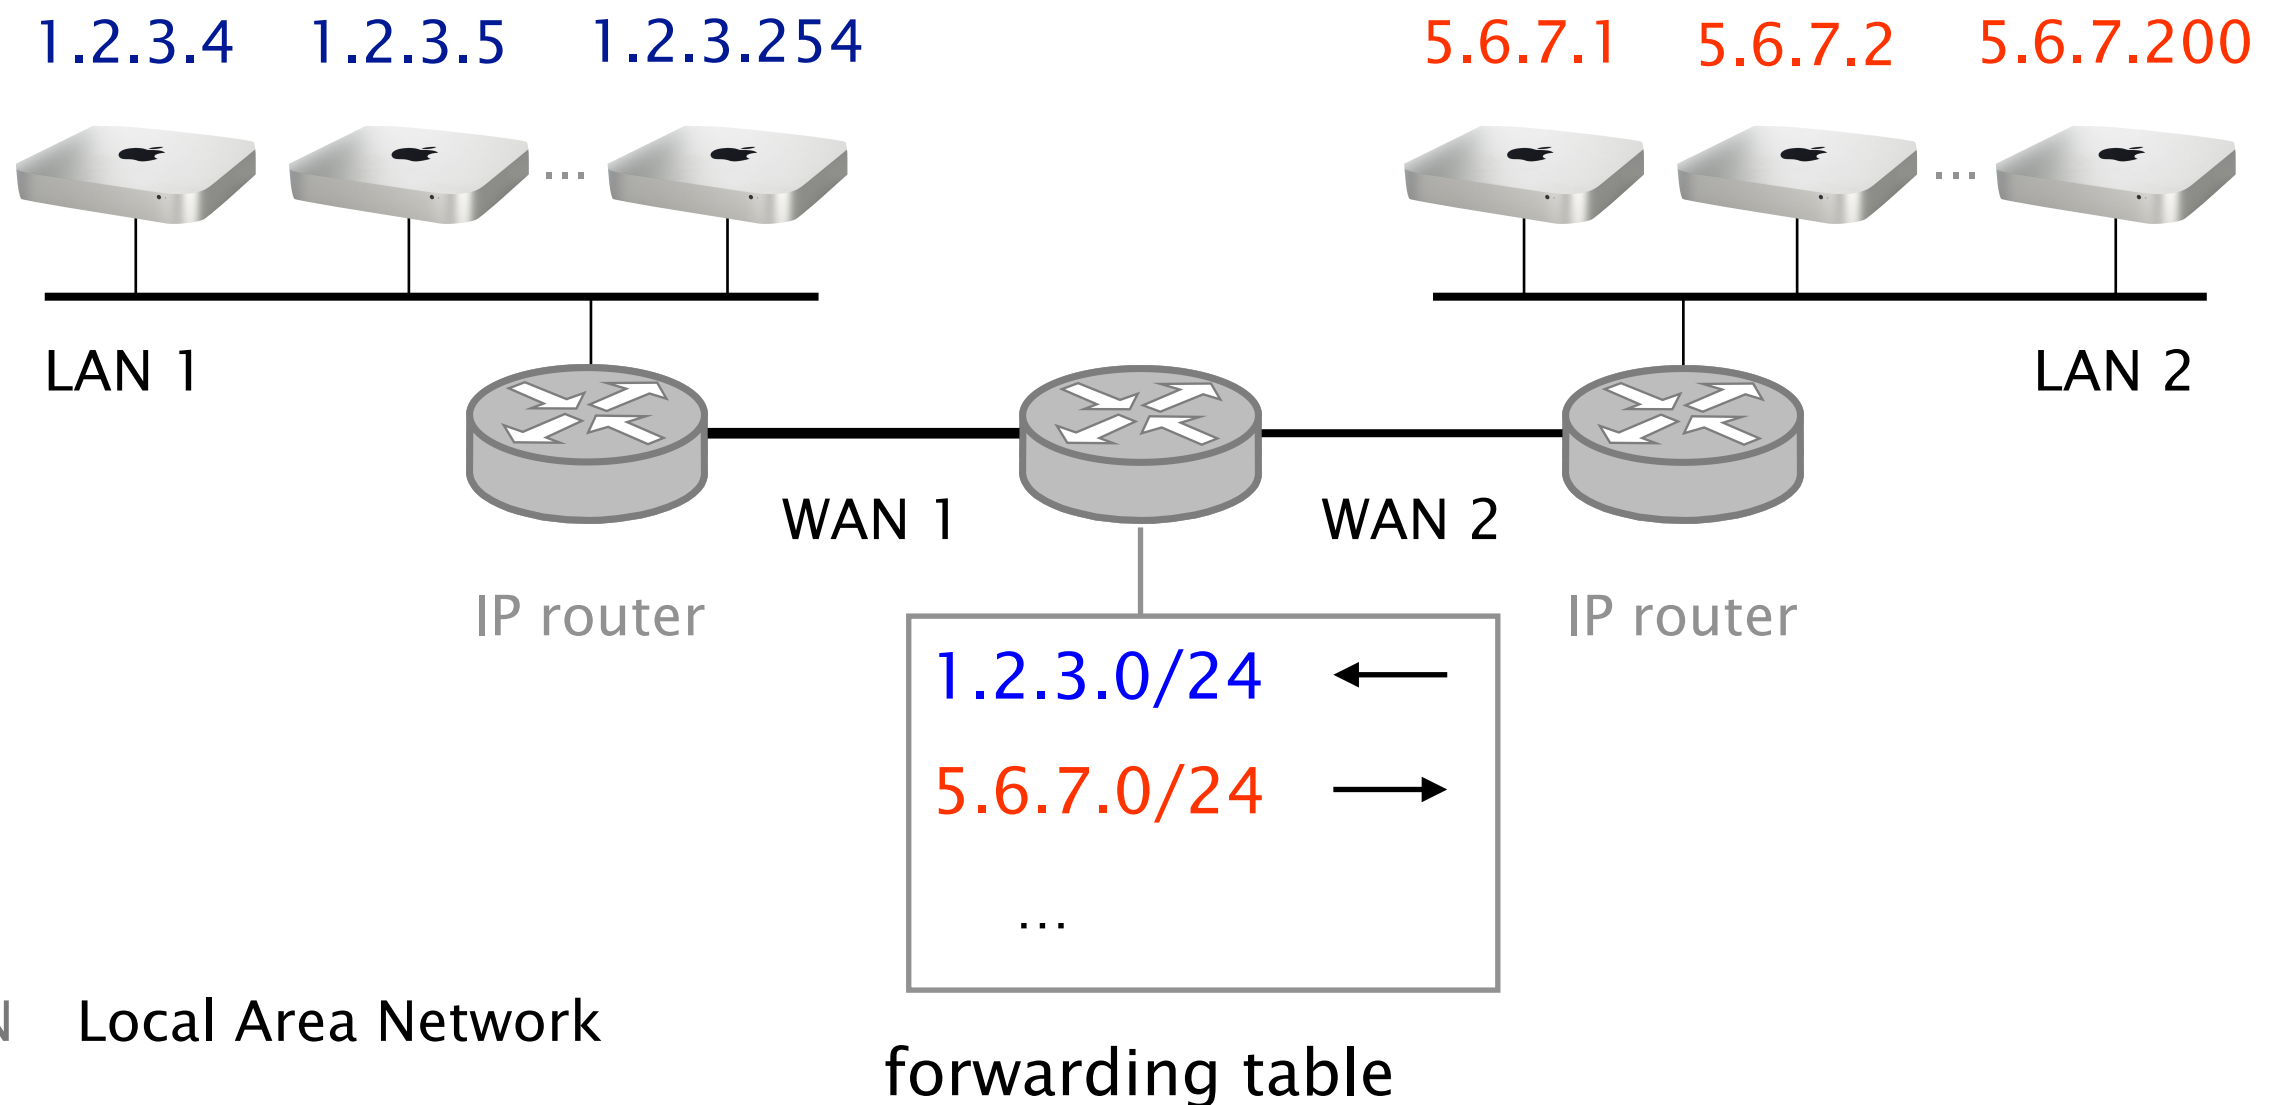 1.2.3.4 1.2.3.5 1.2.3.254 5.6.7.1 5.6.7.2 5.6.7.200
... ...
LAN 1 LAN 2
WAN 1 WAN 2
IP router IP router
1.2.3.0/24
5.6.7.0/24
...
N Local Area Network
forwarding table